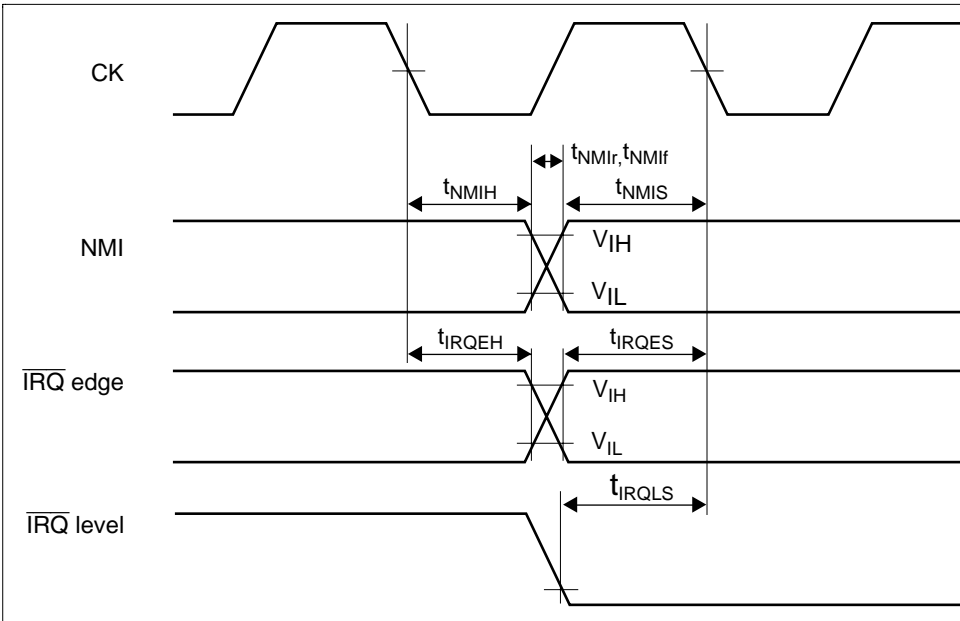 CK
tNMIr,tNMIf
tNMIH
tNMIS
NMI
VIH
VIL
tIRQEH
tIRQES
IRQ edge
VIH
VIL
tIRQLS
IRQ level